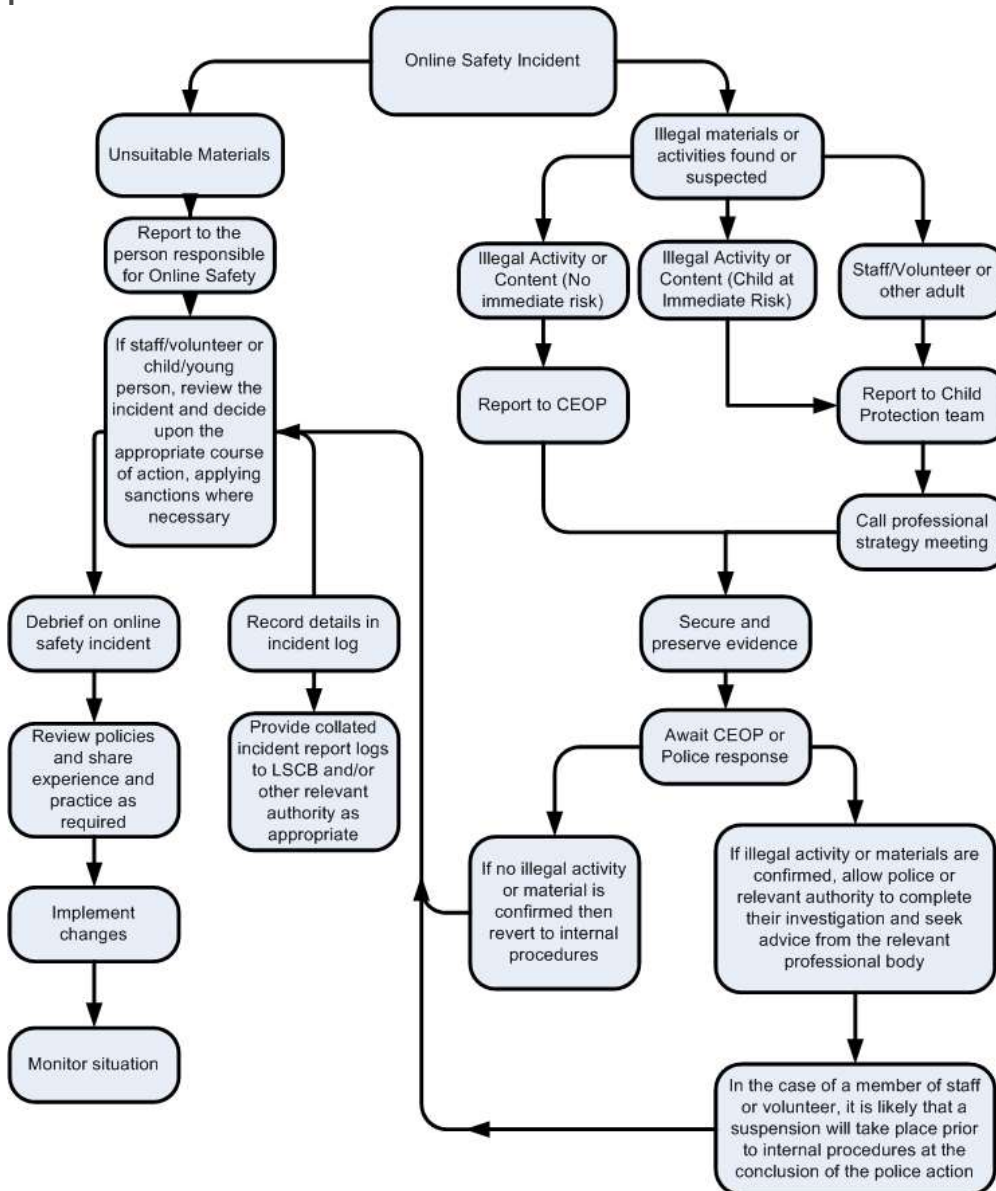 Online Safety Incident
Unsuitable Materials
Report to the
person responsible
for Online Safety
If staff/volunteer or
child/young
person, review the
incident and decide
upon the
appropriate course
of action, applying
sanctions where
necessary
Debrief on online
safety incident
Review policies
and share
experience and
practice as
required
Implement
changes
Monitor situation
Record details in
incident log
Provide collated
incident report logs
to LSCB and/or
other relevant
authority as
appropriate
Illegal materials or
activities found or
suspected
Illegal Activity or
Content (No
immediate risk)
Illegal Activity or
Content (Child at
Immediate Risk)
Staff/Volunteer or
other adult
Report to CEOP
Report to Child
Protection team
Call professional
strategy meeting
Secure and
preserve evidence
Await CEOP or
Police response
If no illegal activity
or material is
confirmed then
revert to internal
procedures
If illegal activity or materials are
confirmed, allow police or
relevant authority to complete
their investigation and seek
advice from the relevant
professional body
In the case of a member of staff
or volunteer, it is likely that a
suspension will take place prior
to internal procedures at the
conclusion of the police action